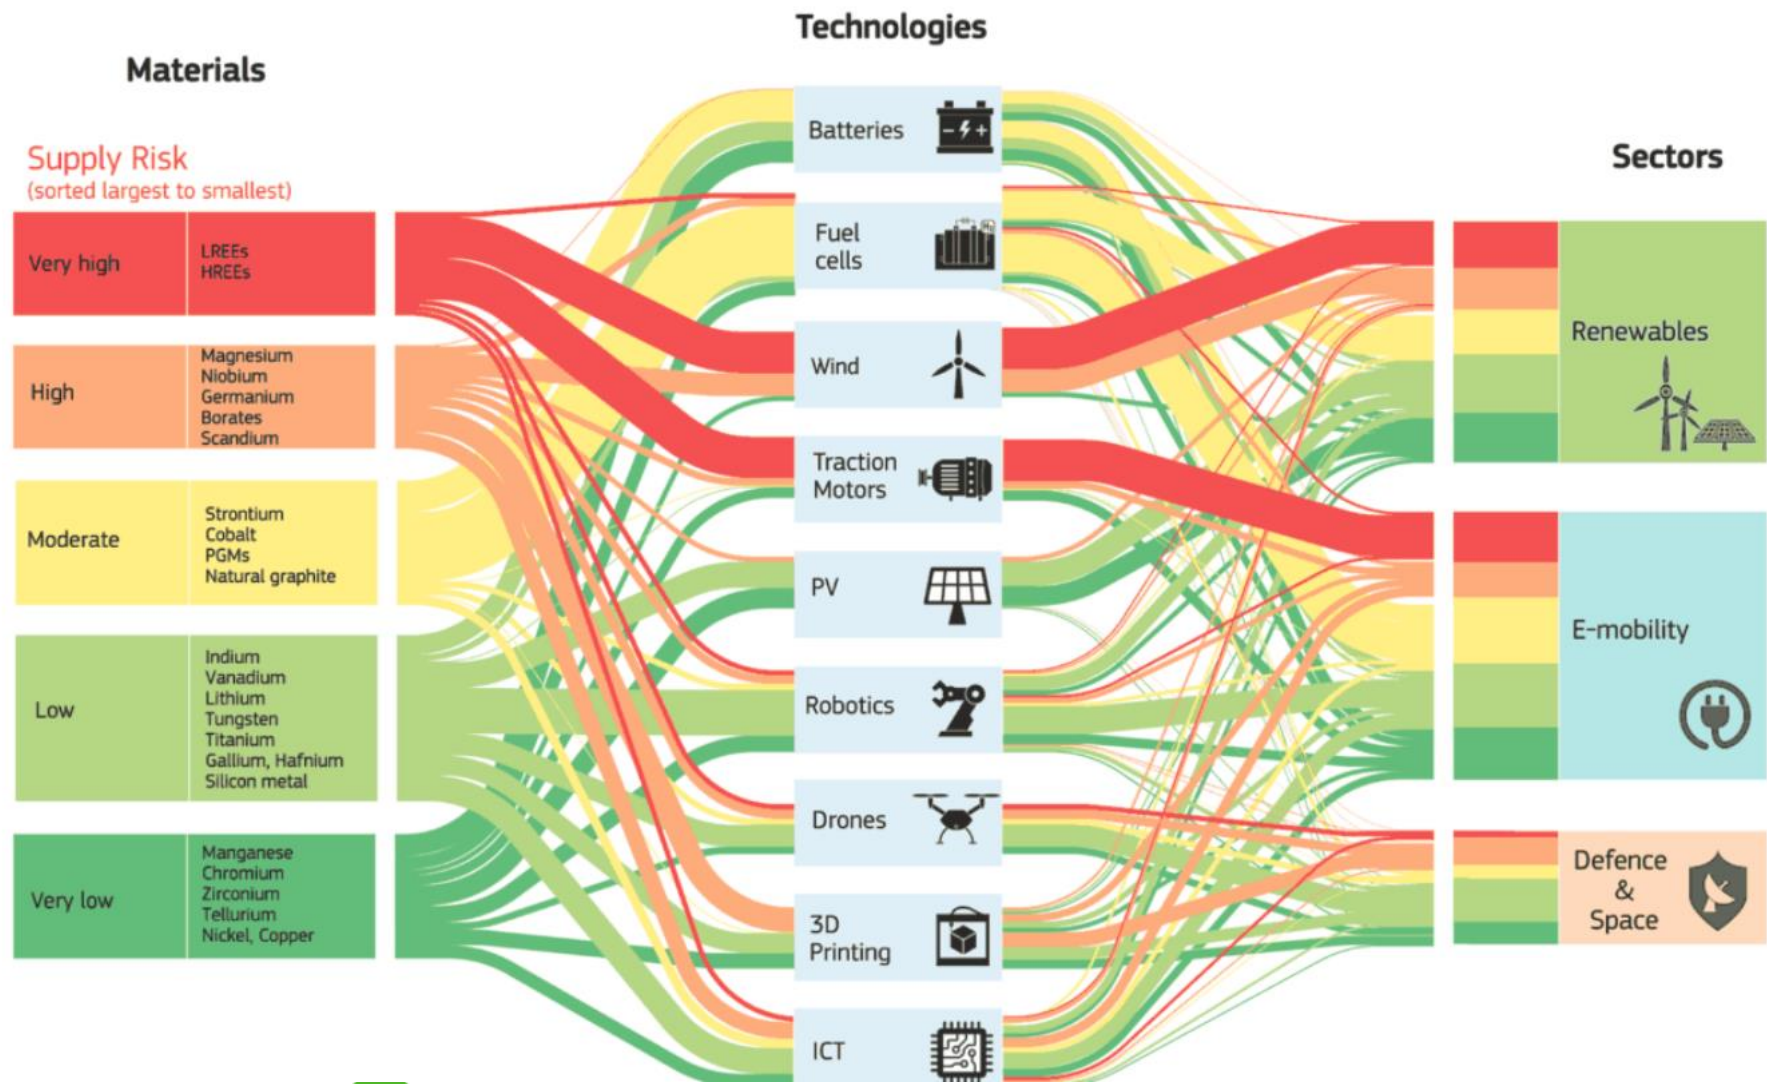 Technologies
Materials
Sectors
Supply Risk
(sorted largest to smallest)
Very high
LREEs
HREEs
High
Magnesium
Niobium
Germanium
Borates
Scandium
Moderate
Strontium
Cobalt
PGMs
Natural graphite
Low
Indium
Vanadium
Lithium
Tungsten
Titanium
Gallium, Hafnium
Silicon metal
Very low
Manganese
Chromium
Zirconium
Tellurium
Nickel, Copper
Batteries
Fuel
cells
Wind
Traction
Motors
PV
Robotics
Drones
3D
Printing
ICT
Renewables
E-mobility
Defence
&
Space